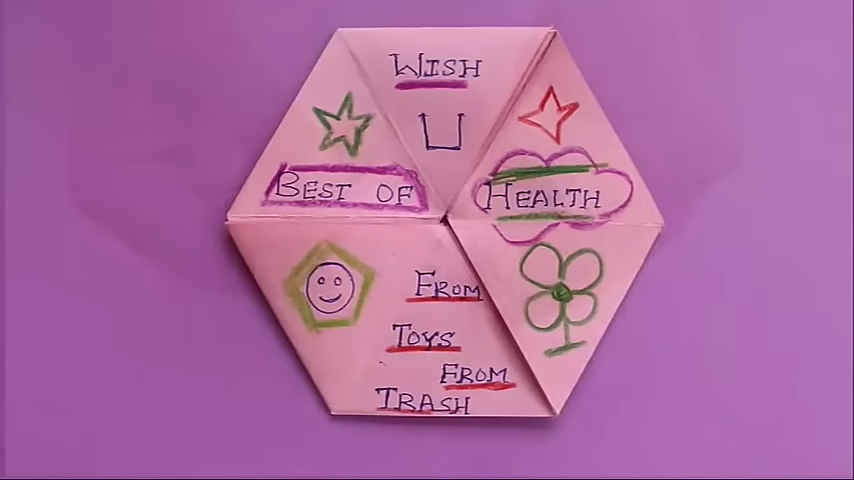 WISH
U
BEST OF
HEALTH
FROM
TOYS
FROM
TRASH